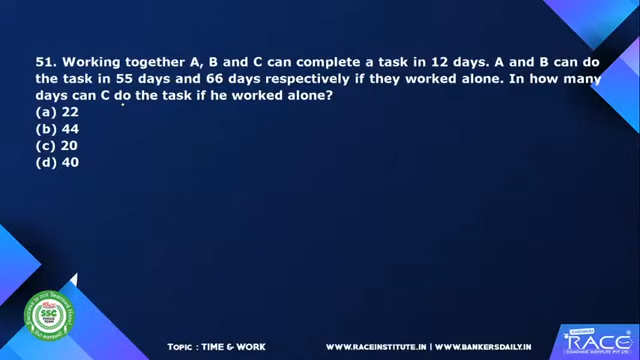 51. Working together A, B and C can complete a task in 12 days. A and B can do
the task in 55 days and 66 days respectively if they worked alone. In how many
days can C do the task if he worked alone?
(a) 22
(b) 44
(c) 20
(d) 40
SSC
TOPIC : TIME & WORK
WWW.RACEINSTITUTE.IN | WWW.BANKERSDAILY.IN
RACE